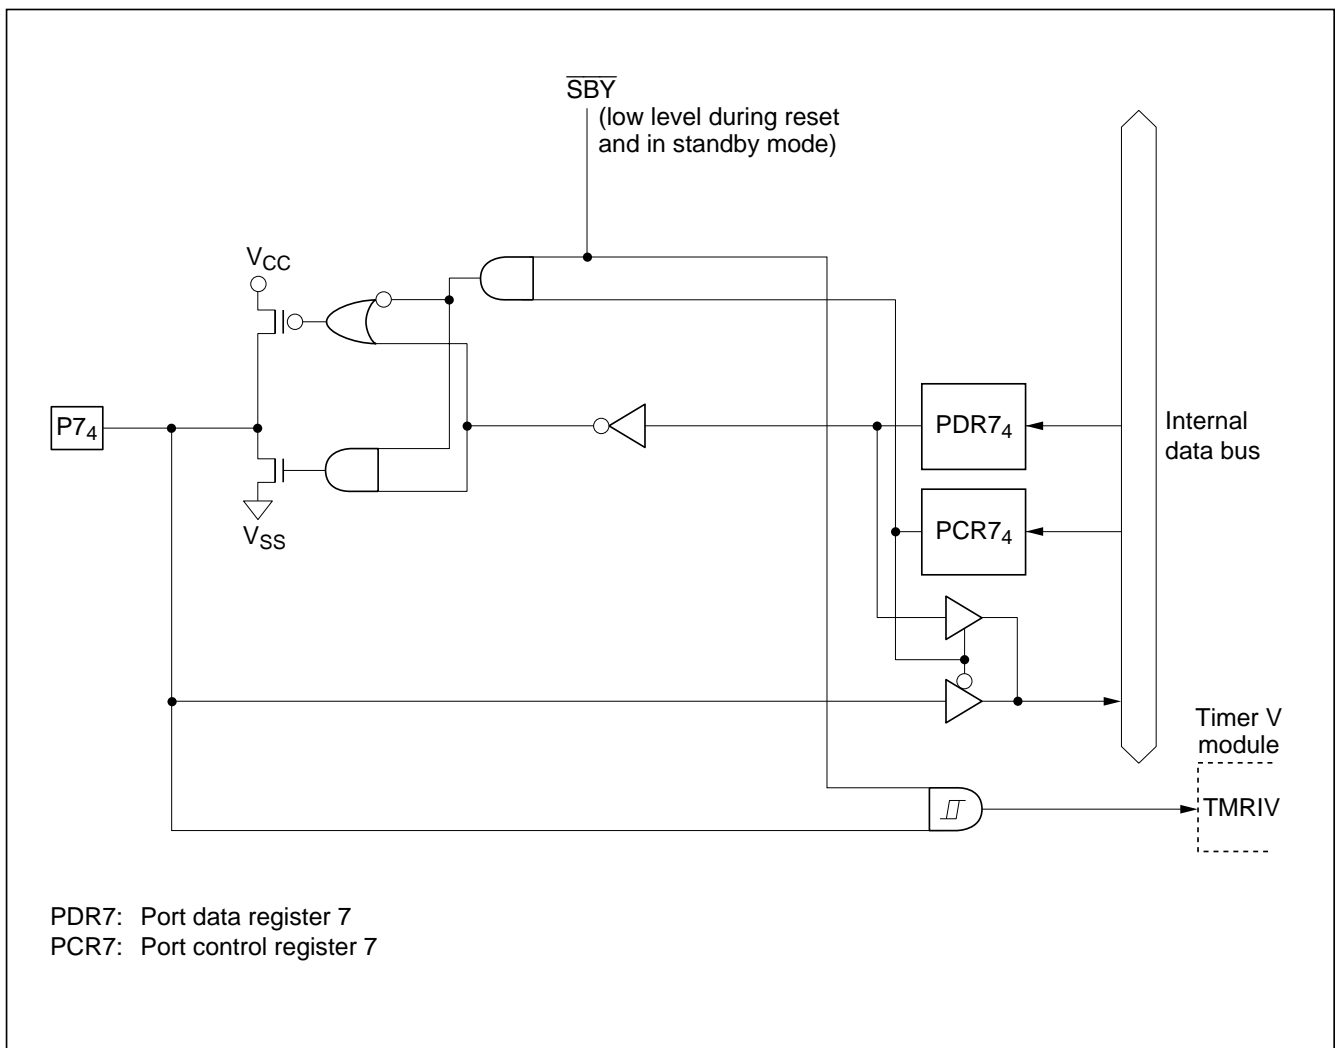 S̅B̅Y̅
(low level during reset
and in standby mode)
VCC
P74
PDR74
Internal
data bus
PCR74
VSS
Timer V
module
TMRIV
PDR7: Port data register 7
PCR7: Port control register 7